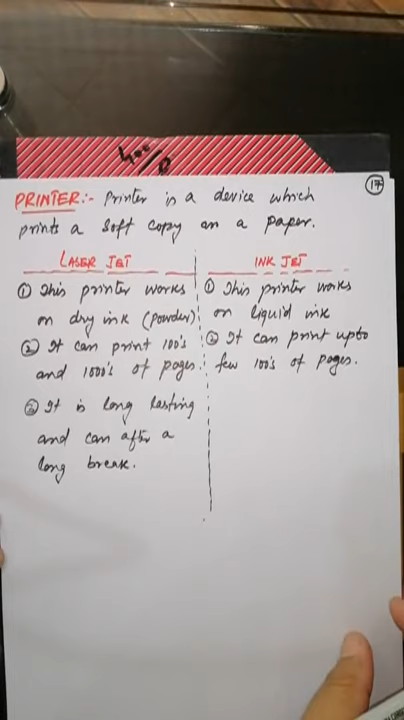 400/0
17
PRINTER:- Printer is a device which
prints a soft copy on a paper.
LASER JET
① This printer works
on dry ink (powder)
② It can print 100's
and 1000's of pages.
③ It is long lasting
and can after a
long break.
INK JET
① This printer works
on liquid ink
② It can print upto
few 100's of pages.